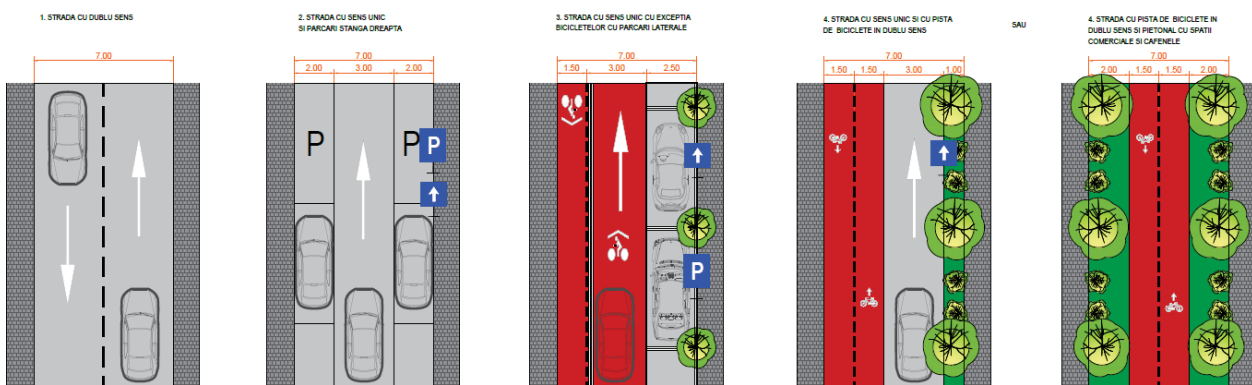 1. STRADA CU DUBLU SENS
7.00
2. STRADA CU SENS UNIC
SI PARCARI STANGA DREAPTA
7.00
2.00 3.00 2.00
P
P
P
3. STRADA CU SENS UNIC CU EXCEPTIA
BICICLETELOR CU PARCARI LATERALE
7.00
1.50 3.00 2.50
P
4. STRADA CU SENS UNIC SI CU PISTA
DE BICICLETE IN DUBLU SENS
7.00
1.50 1.50 3.00 1.00
SAU
4. STRADA CU PISTA DE BICICLETE IN
DUBLU SENS SI PIETONAL CU SPATII
COMERCIALE SI CAFENELE
7.00
2.00 1.50 1.50 2.00